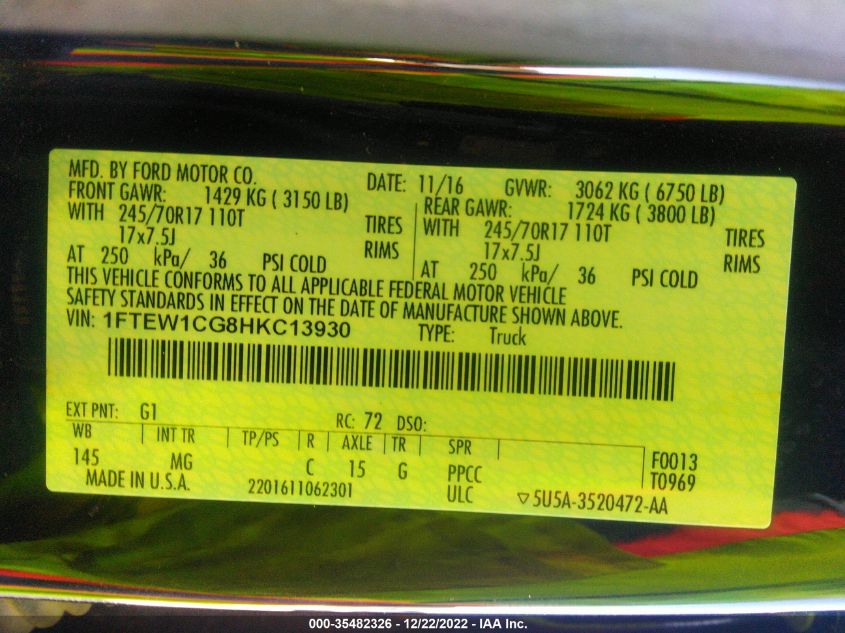 MFD. BY FORD MOTOR CO. DATE: 11/16 GVWR: 3062 KG ( 6750 LB)
FRONT GAWR: 1429 KG ( 3150 LB) REAR GAWR: 1724 KG ( 3800 LB)
WITH 245/70R17 110T TIRES WITH 245/70R17 110T TIRES
17x7.5J RIMS 17x7.5J RIMS
AT 250 kPa/ 36 PSI COLD AT 250 kPa/ 36 PSI COLD
THIS VEHICLE CONFORMS TO ALL APPLICABLE FEDERAL MOTOR VEHICLE
SAFETY STANDARDS IN EFFECT ON THE DATE OF MANUFACTURE SHOWN ABOVE.
VIN: 1FTEW1CG8HKC13930 TYPE: Truck
EXT PNT: G1 RC: 72 DSO:
WB INT TR TP/PS R AXLE TR SPR
145 MG C 15 G PPCC F0013
ULC T0969
MADE IN U.S.A. 2201611062301 ▽5U5A-3520472-AA
000-35482326 - 12/22/2022 - IAA Inc.